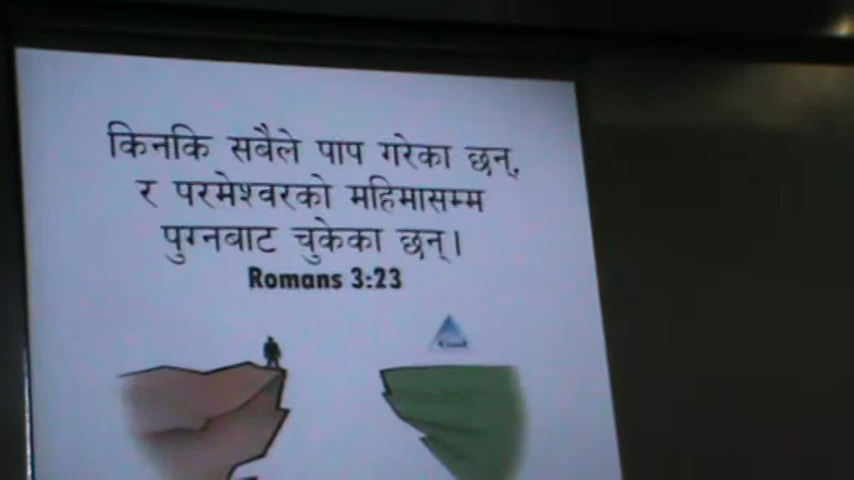 किनकि सबैले पाप गरेका छन्,
र परमेश्वरको महिमासम्म
पुग्नबाट चुकेका छन्।
Romans 3:23